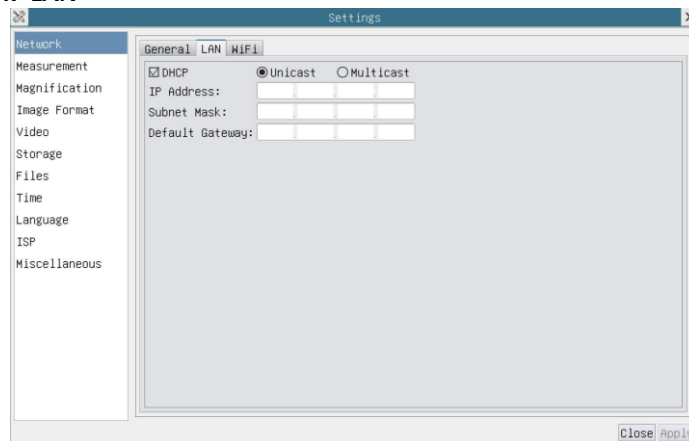 Settings
Network
Measurement
Magnification
Image Format
Video
Storage
Files
Time
Language
ISP
Miscellaneous
General LAN WiFi
DHCP Unicast Multicast
IP Address:
Subnet Mask:
Default Gateway:
Close